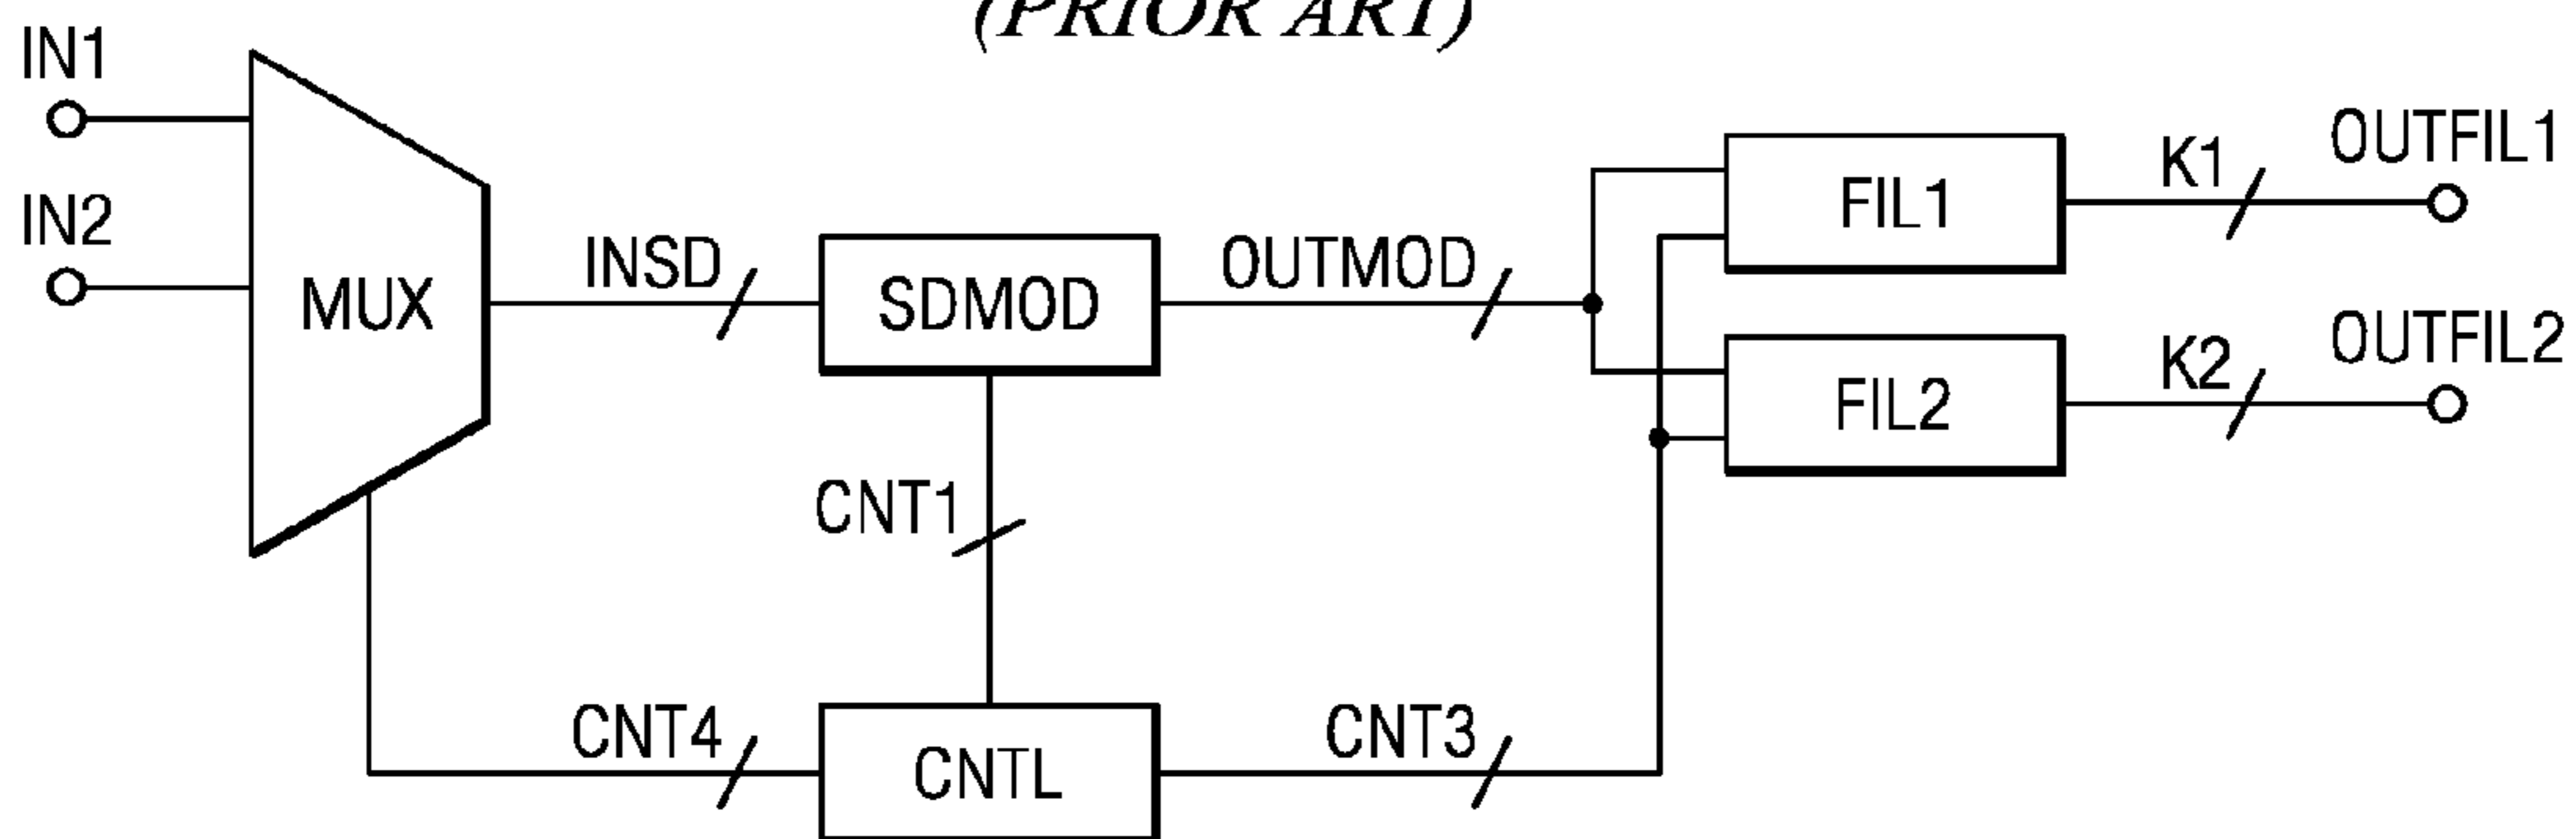 (PRIOR ART)
IN1
IN2
MUX
INSD
SDMOD
OUTMOD
FIL1
K1
OUTFIL1
FIL2
K2
OUTFIL2
CNT1
CNT4
CNTL
CNT3